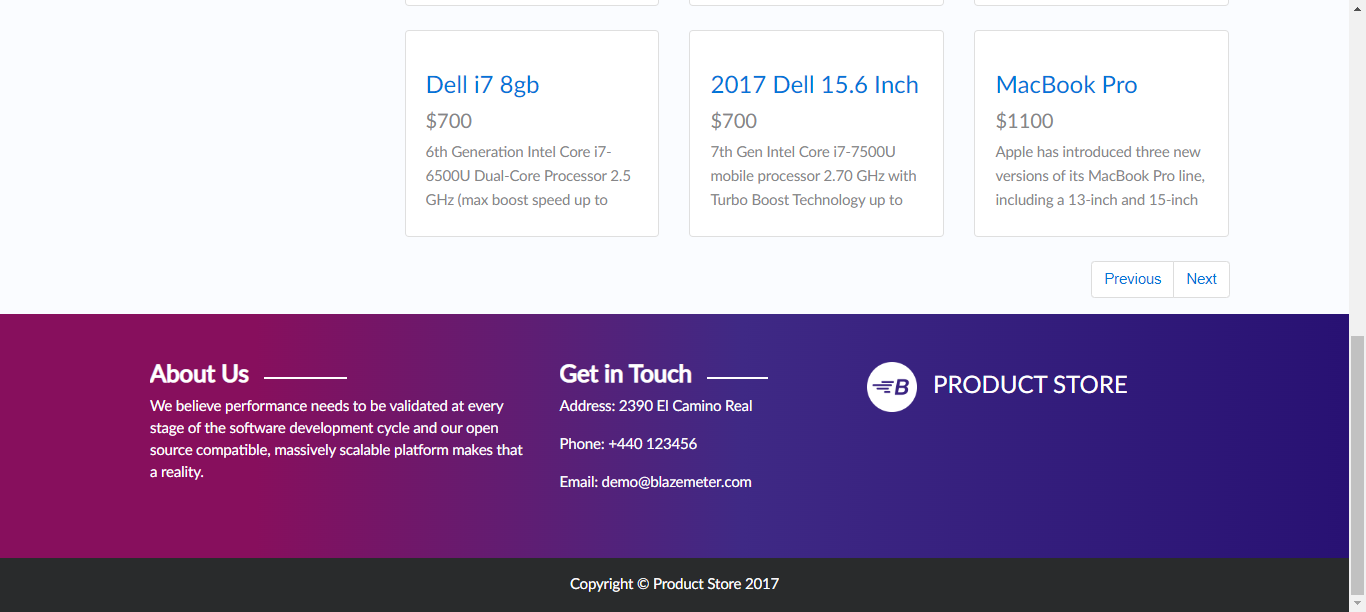 Dell i7 8gb
$700
6th Generation Intel Core i7-
6500U Dual-Core Processor 2.5
GHz (max boost speed up to
2017 Dell 15.6 Inch
$700
7th Gen Intel Core i7-7500U
mobile processor 2.70 GHz with
Turbo Boost Technology up to
MacBook Pro
$1100
Apple has introduced three new
versions of its MacBook Pro line,
including a 13-inch and 15-inch
Previous
Next
About Us
We believe performance needs to be validated at every
stage of the software development cycle and our open
source compatible, massively scalable platform makes that
a reality.
Get in Touch
Address: 2390 El Camino Real
Phone: +440 123456
Email: demo@blazemeter.com
B
PRODUCT STORE
Copyright © Product Store 2017